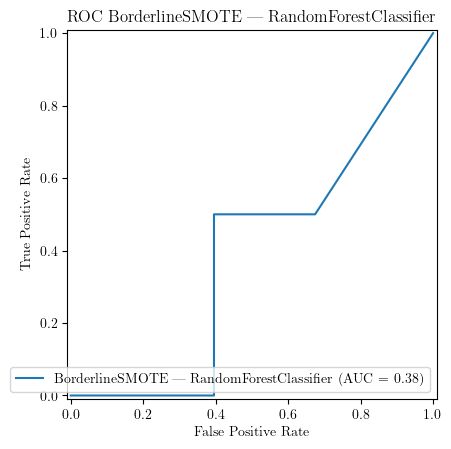 ROC BorderlineSMOTE — RandomForestClassifier
1.0
0.8
0.6
0.4
0.2
0.0
True Positive Rate
BorderlineSMOTE — RandomForestClassifier (AUC = 0.38)
0.0 0.2 0.4 0.6 0.8 1.0
False Positive Rate